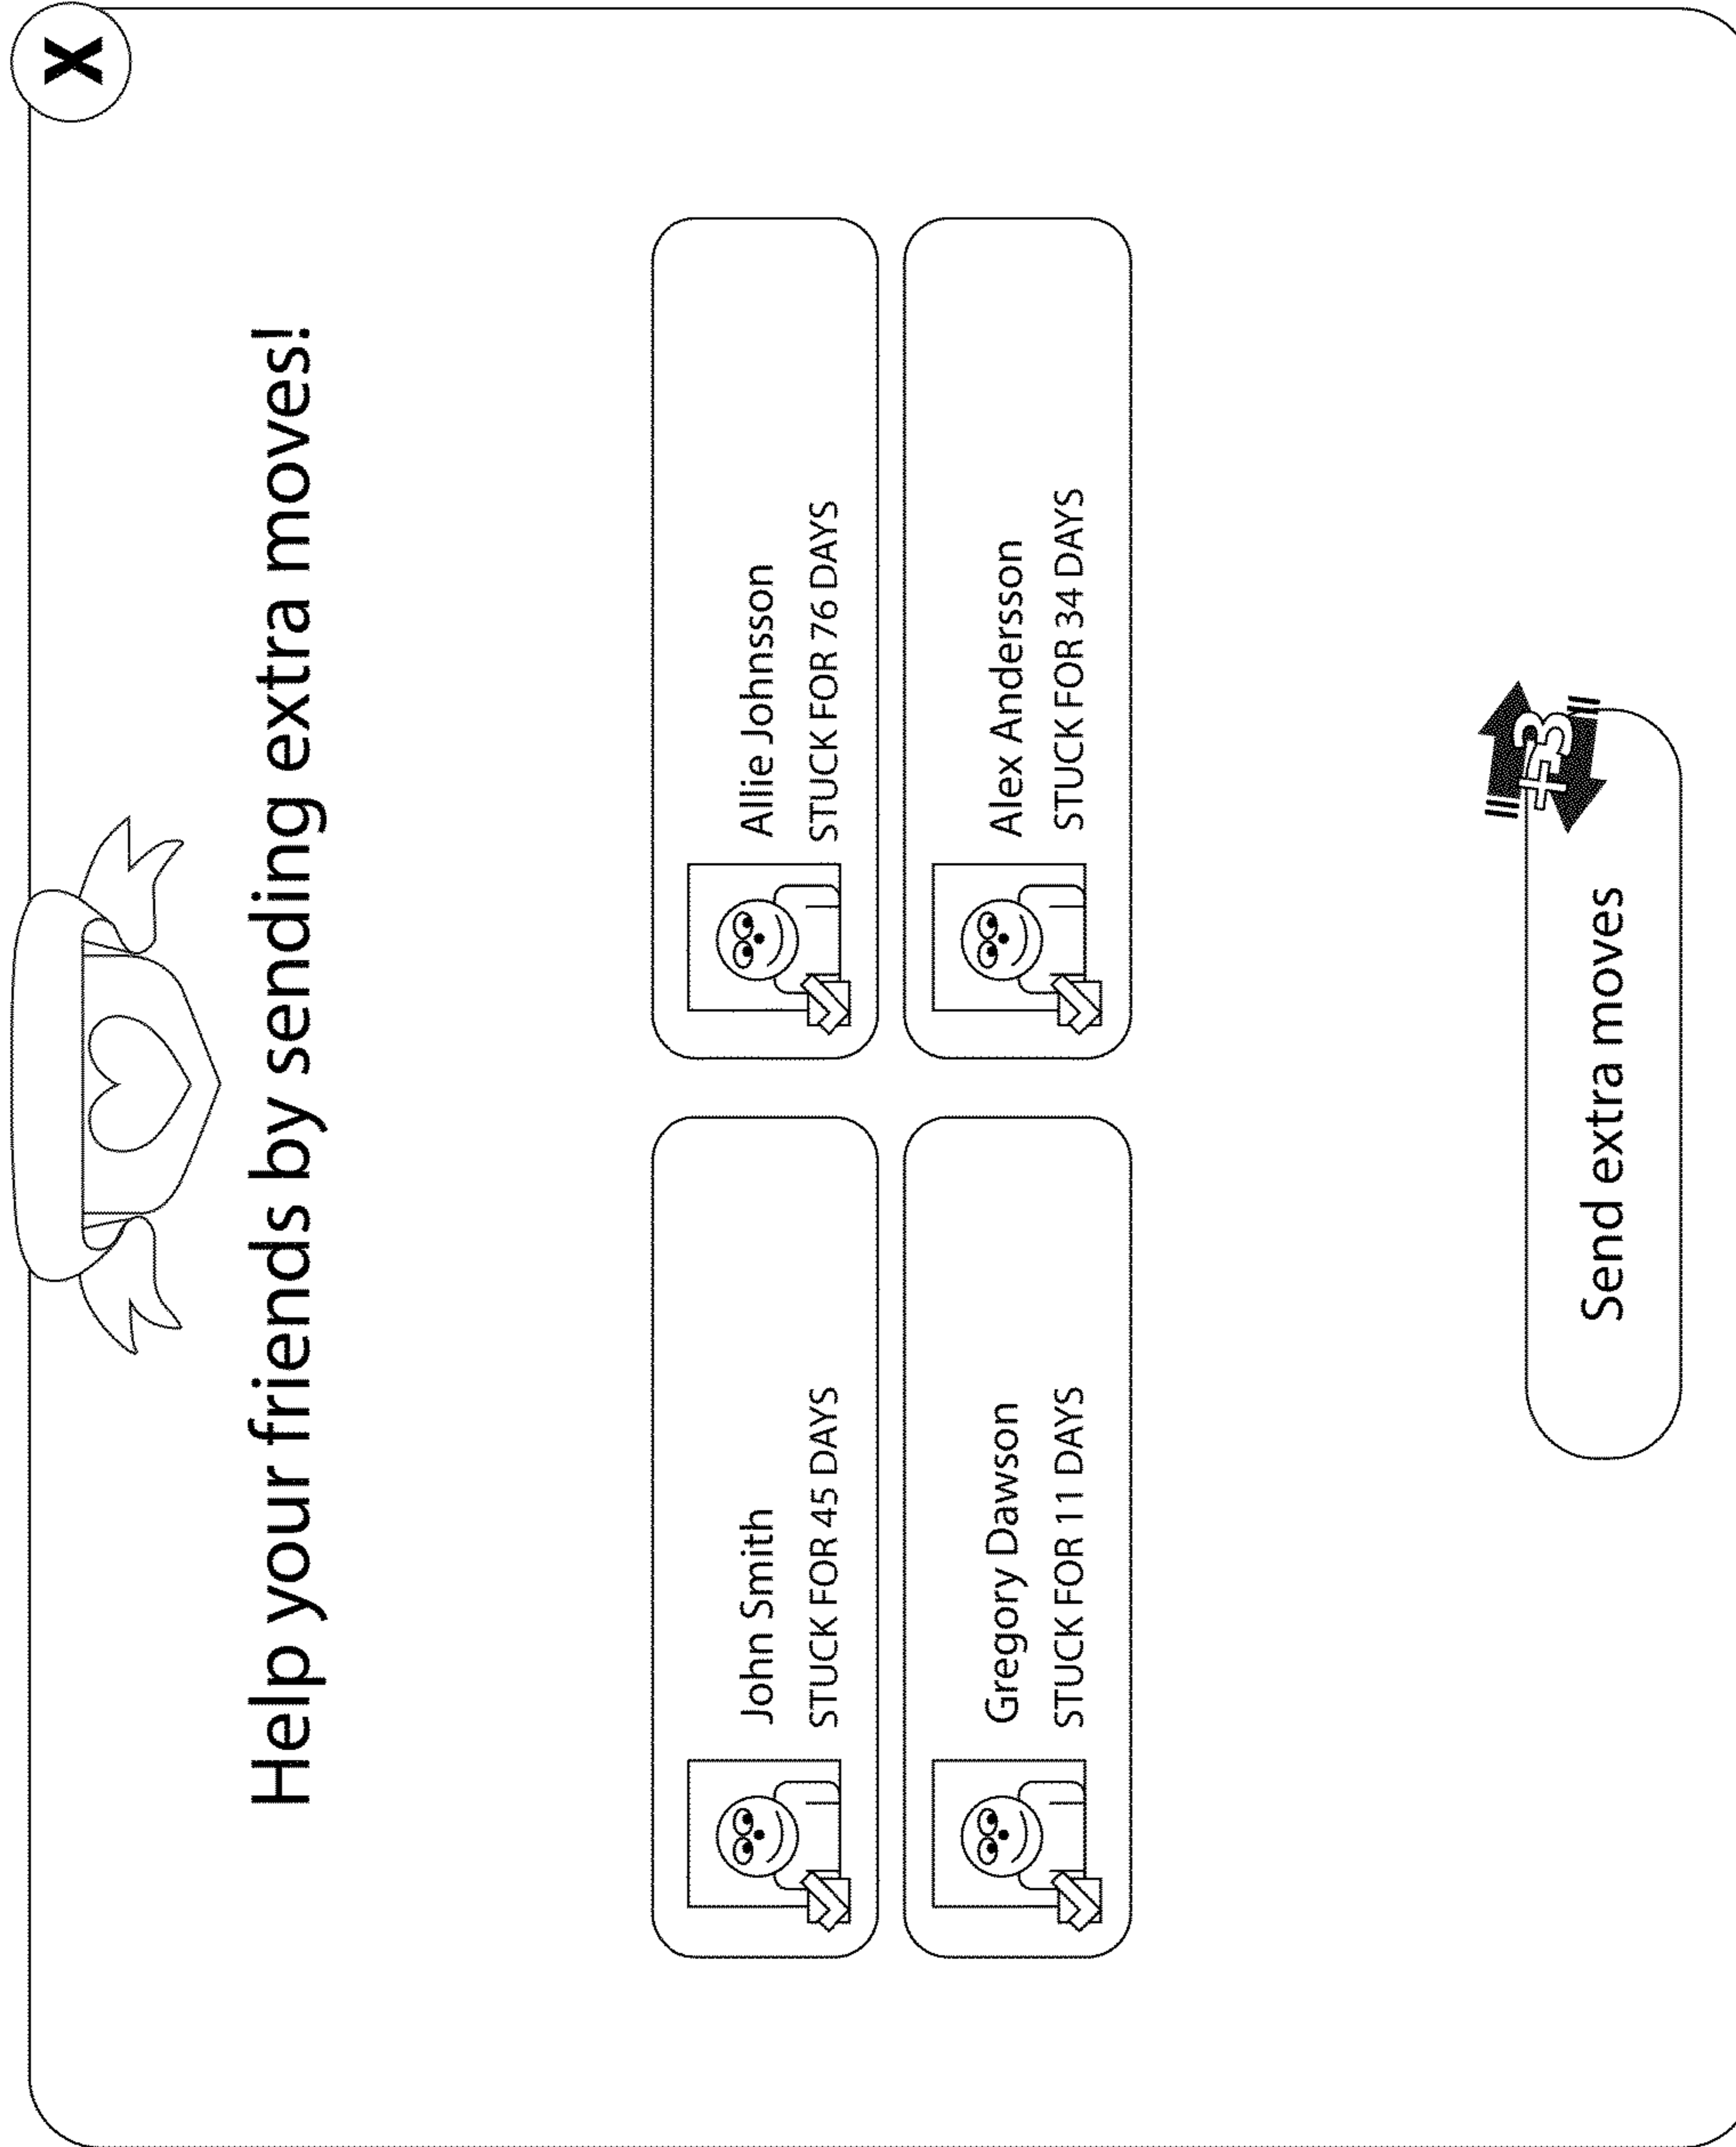 X
Help your friends by sending extra moves!
John Smith
STUCK FOR 45 DAYS
Allie Johnsson
STUCK FOR 76 DAYS
Gregory Dawson
STUCK FOR 11 DAYS
Alex Andersson
STUCK FOR 34 DAYS
+3
Send extra moves